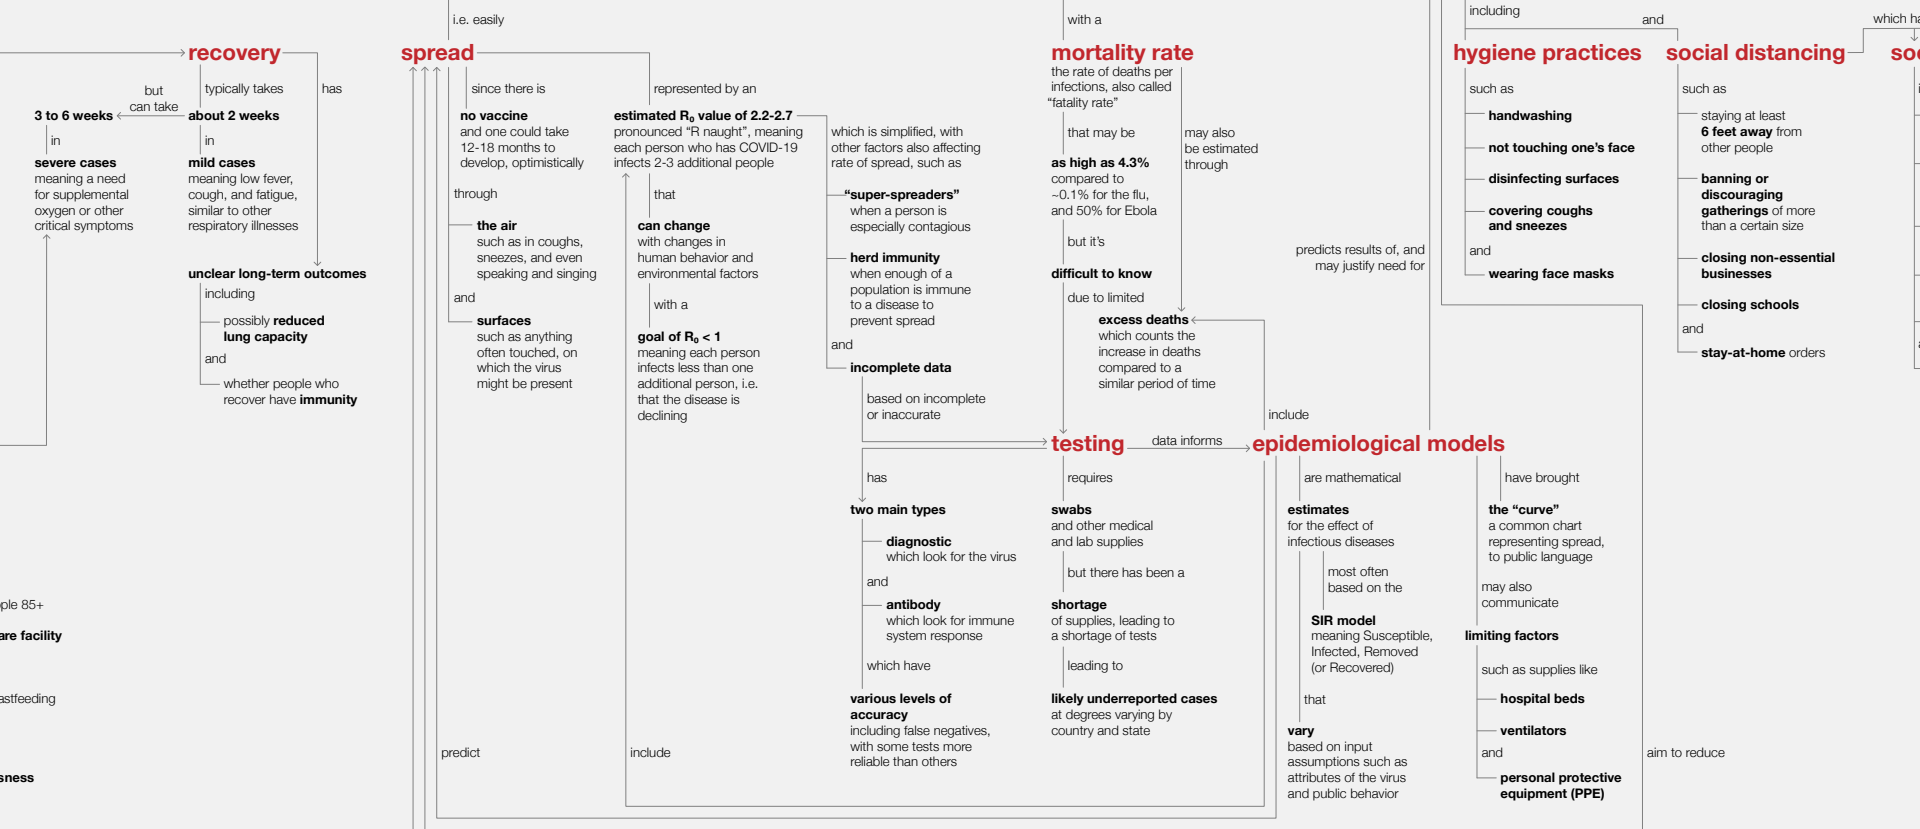 i.e. easily
with a
including
and
which ha
recovery
spread
mortality rate
hygiene practices
social distancing
soc
but
can take
typically takes
has
3 to 6 weeks
about 2 weeks
in
in
severe cases
meaning a need
for supplemental
oxygen or other
critical symptoms
mild cases
meaning low fever,
cough, and fatigue,
similar to other
respiratory illnesses
unclear long-term outcomes
including
possibly reduced
lung capacity
and
whether people who
recover have immunity
ple 85+
are facility
astfeeding
sness
since there is
no vaccine
and one could take
12-18 months to
develop, optimistically
through
the air
such as in coughs,
sneezes, and even
speaking and singing
and
surfaces
such as anything
often touched, on
which the virus
might be present
predict
represented by an
estimated R₀ value of 2.2-2.7
pronounced “R naught”, meaning
each person who has COVID-19
infects 2-3 additional people
that
can change
with changes in
human behavior and
environmental factors
with a
goal of R₀ < 1
meaning each person
infects less than one
additional person, i.e.
that the disease is
declining
include
which is simplified, with
other factors also affecting
rate of spread, such as
“super-spreaders”
when a person is
especially contagious
herd immunity
when enough of a
population is immune
to a disease to
prevent spread
and
incomplete data
based on incomplete
or inaccurate
the rate of deaths per
infections, also called
“fatality rate”
that may be
as high as 4.3%
compared to
~0.1% for the flu,
and 50% for Ebola
but it’s
difficult to know
due to limited
may also
be estimated
through
excess deaths
which counts the
increase in deaths
compared to a
similar period of time
include
predicts results of, and
may justify need for
testing
data informs
epidemiological models
has
two main types
diagnostic
which look for the virus
and
antibody
which look for immune
system response
which have
various levels of
accuracy
including false negatives,
with some tests more
reliable than others
requires
swabs
and other medical
and lab supplies
but there has been a
shortage
of supplies, leading to
a shortage of tests
leading to
likely underreported cases
at degrees varying by
country and state
are mathematical
estimates
for the effect of
infectious diseases
most often
based on the
SIR model
meaning Susceptible,
Infected, Removed
(or Recovered)
that
vary
based on input
assumptions such as
attributes of the virus
and public behavior
have brought
the “curve”
a common chart
representing spread,
to public language
may also
communicate
limiting factors
such as supplies like
hospital beds
ventilators
and
personal protective
equipment (PPE)
aim to reduce
such as
handwashing
not touching one’s face
disinfecting surfaces
covering coughs
and sneezes
and
wearing face masks
such as
staying at least
6 feet away from
other people
banning or
discouraging
gatherings of more
than a certain size
closing non-essential
businesses
closing schools
and
stay-at-home orders